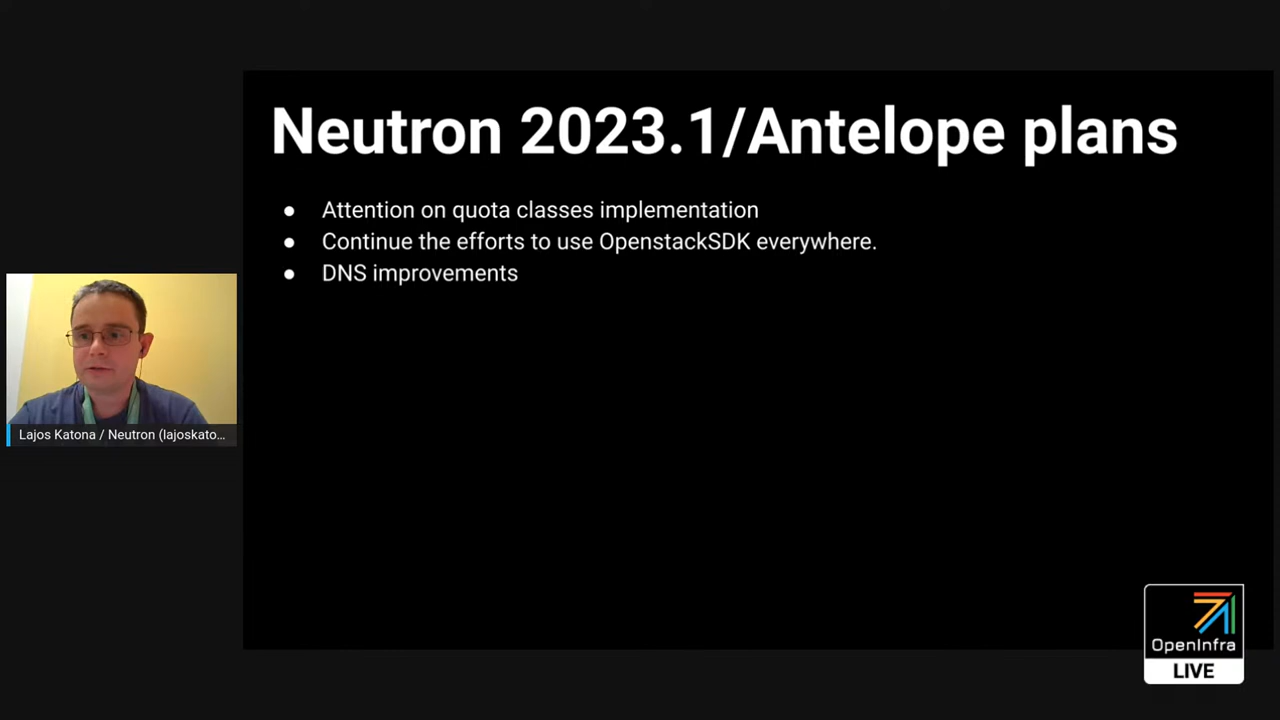 Neutron 2023.1/Antelope plans
● Attention on quota classes implementation
● Continue the efforts to use OpenstackSDK everywhere.
● DNS improvements
Lajos Katona / Neutron (lajoskato...
OpenInfra
LIVE